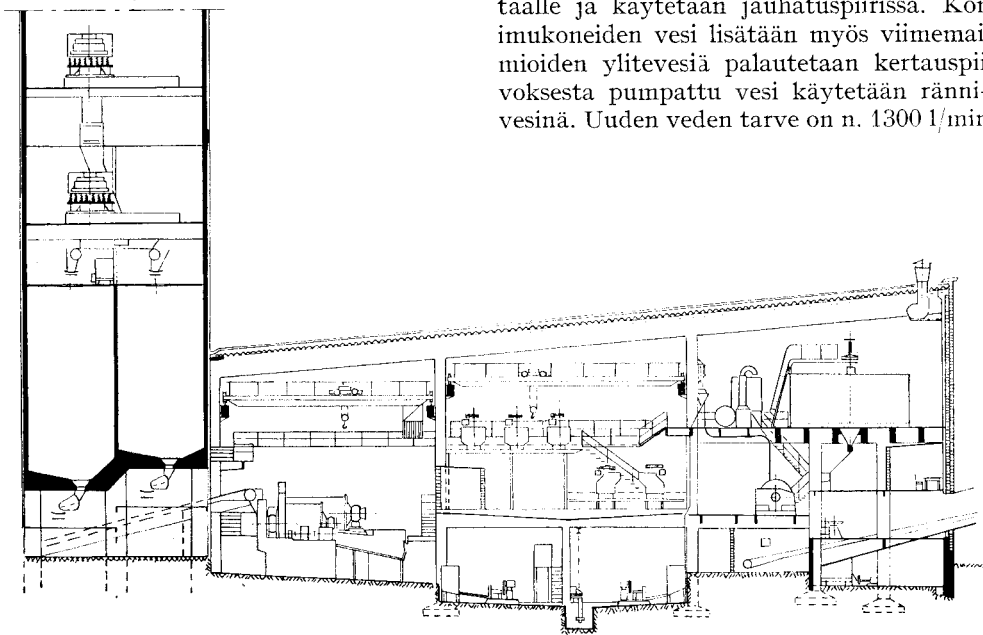 taalle ja käytetään jauhatuspiirissä. Kon
imukoneiden vesi lisätään myös viimemai
mioiden ylitevesiä palautetaan kertauspii
voksesta pumpattu vesi käytetään ränni-
vesinä. Uuden veden tarve on n. 1300 l/min